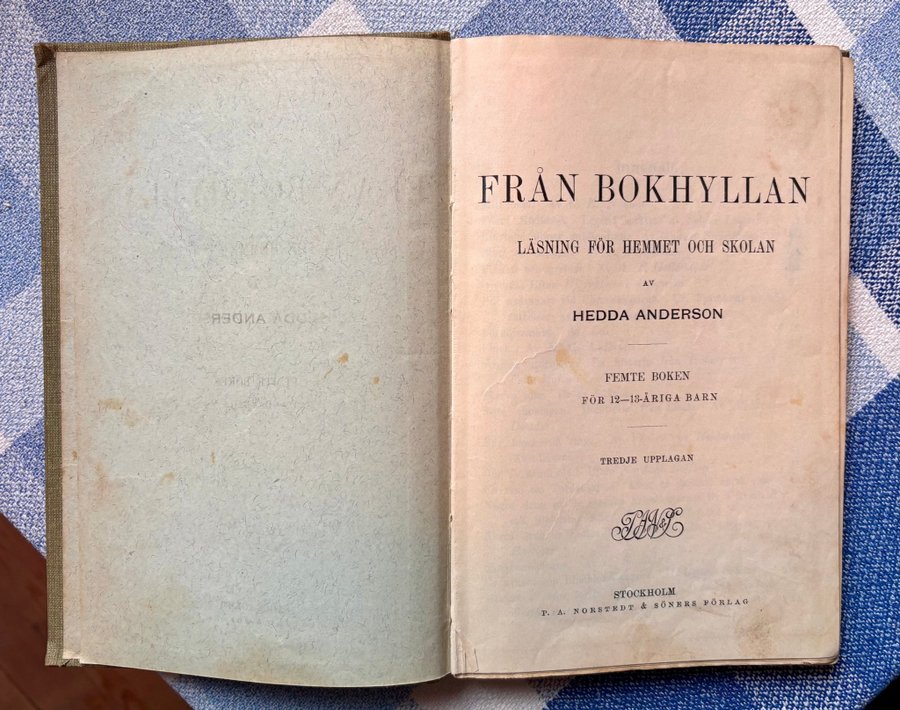 FRÅN BOKHYLLAN
LÄSNING FÖR HEMMET OCH SKOLAN
AV
HEDDA ANDERSON
FEMTE BOKEN
FÖR 12—13-ÅRIGA BARN
TREDJE UPPLAGAN
STOCKHOLM
P. A. NORSTEDT & SÖNERS FÖRLAG